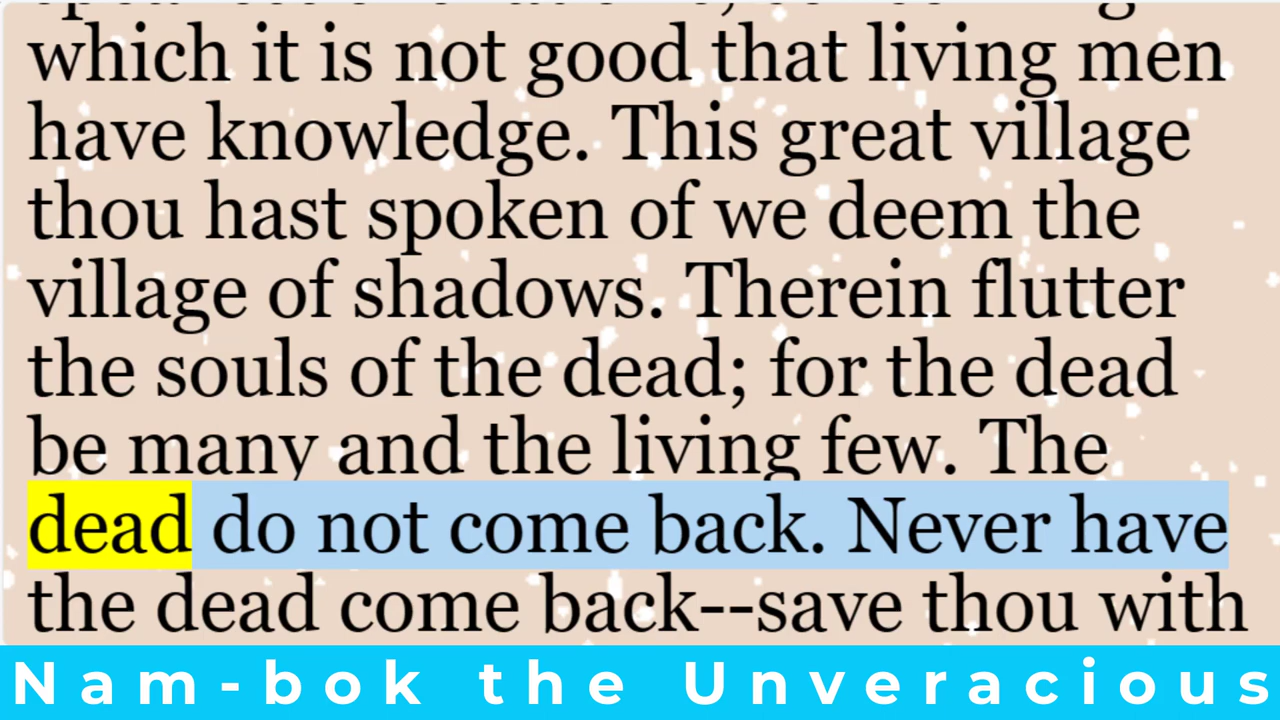 which it is not good that living men
have knowledge. This great village
thou hast spoken of we deem the
village of shadows. Therein flutter
the souls of the dead; for the dead
be many and the living few. The
dead do not come back. Never have
the dead come back--save thou with
Nam-bok the Unveracious